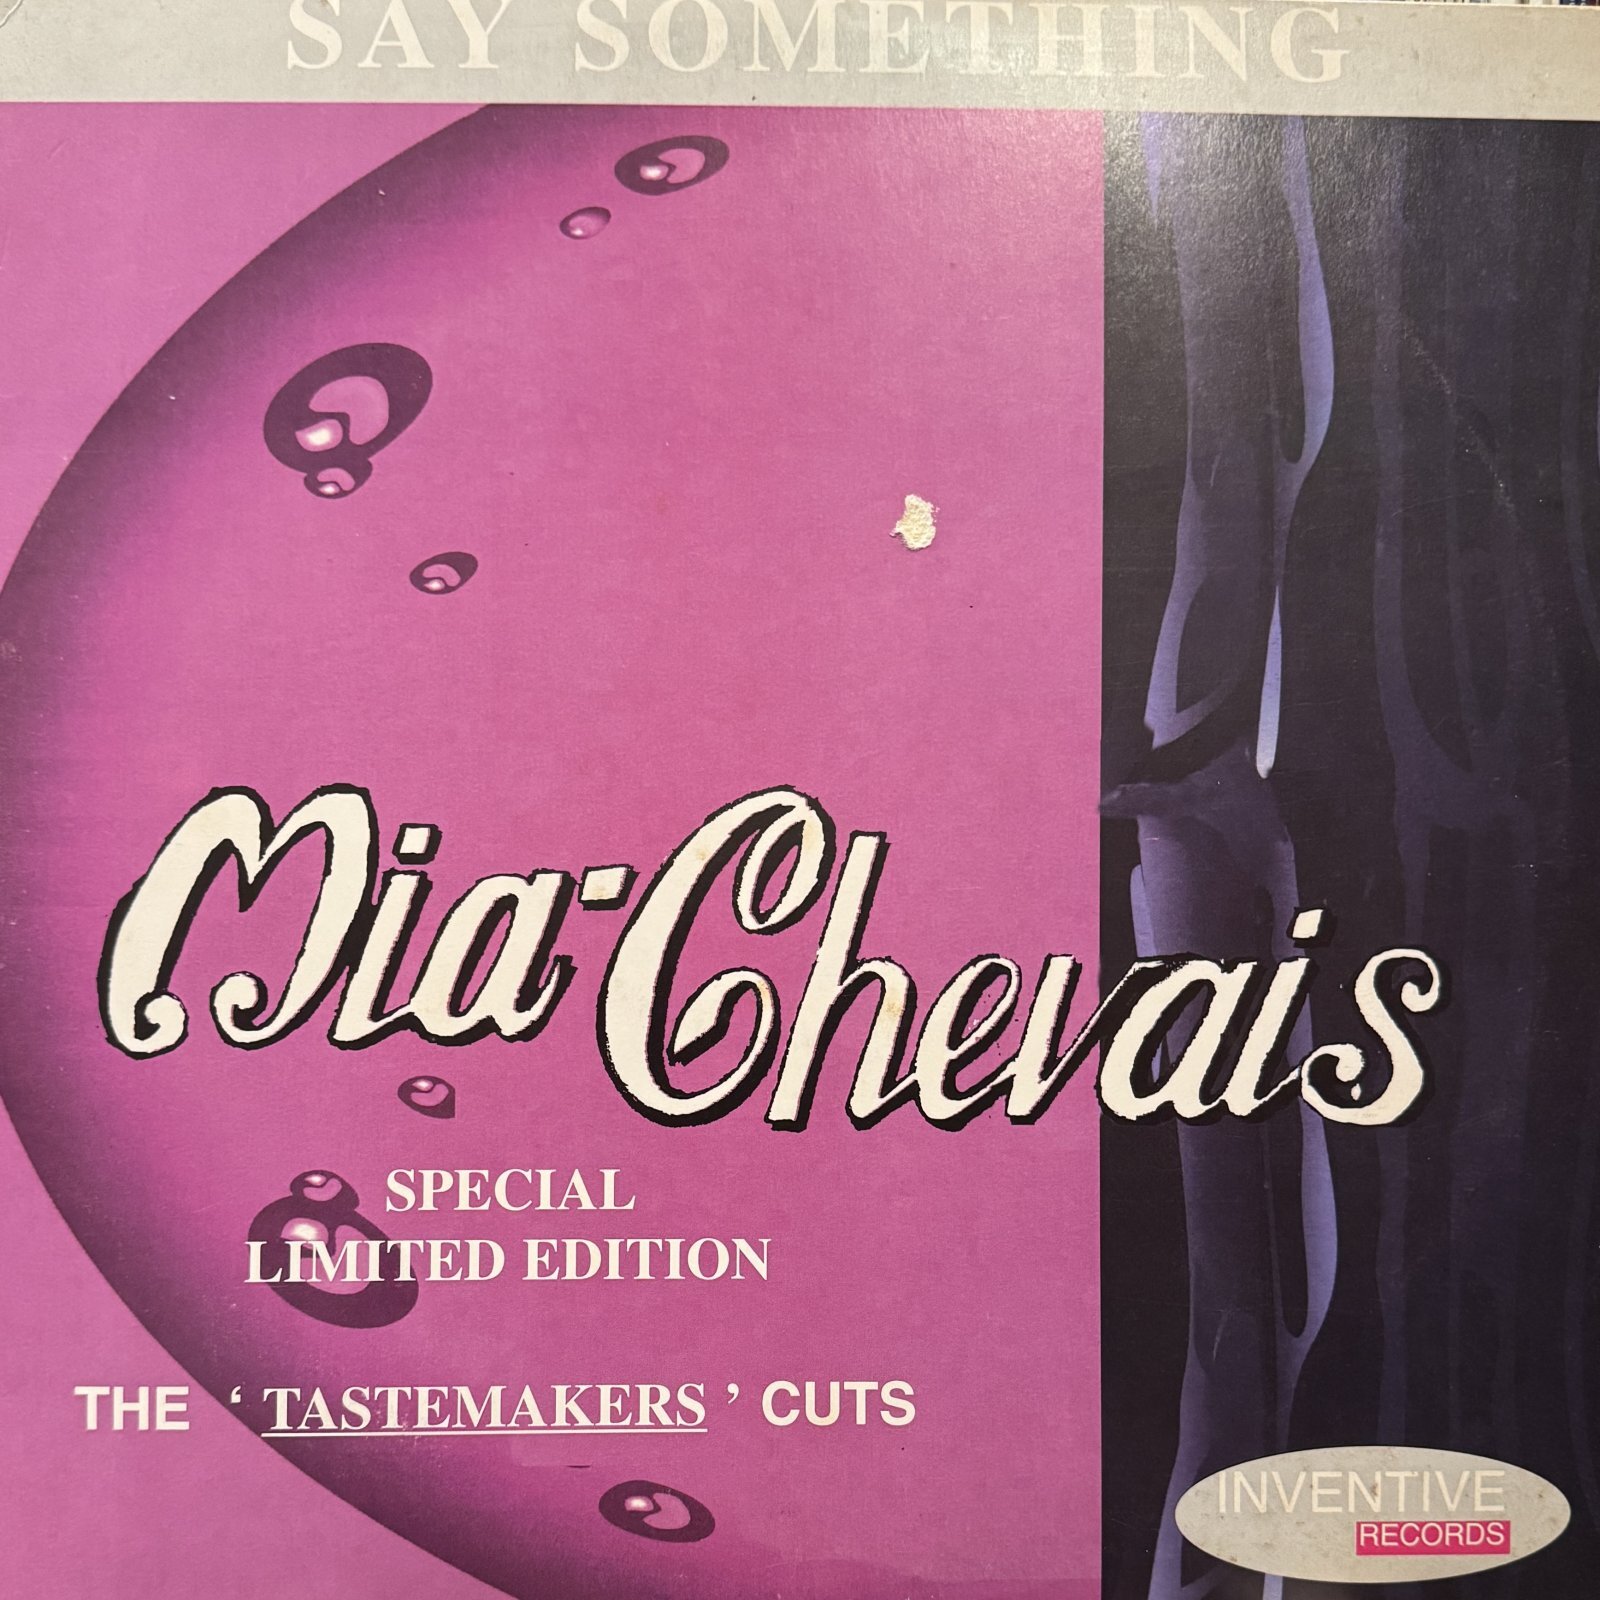 SAY SOMETHING
Mia-Chevais
SPECIAL
LIMITED EDITION
THE ‘ TASTEMAKERS ’ CUTS
INVENTIVE
RECORDS